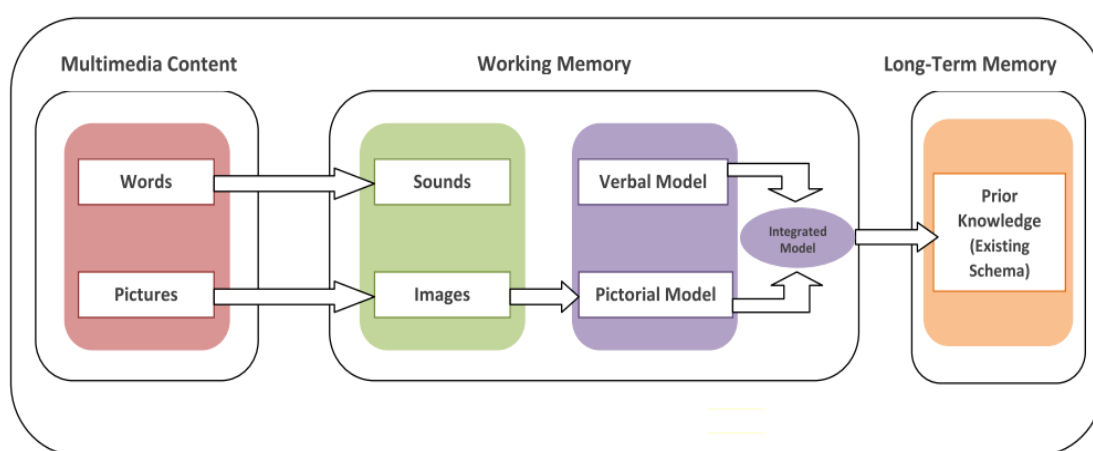 Multimedia Content
Working Memory
Long-Term Memory
Words
Sounds
Verbal Model
Pictures
Images
Pictorial Model
Integrated
Model
Prior
Knowledge
(Existing
Schema)